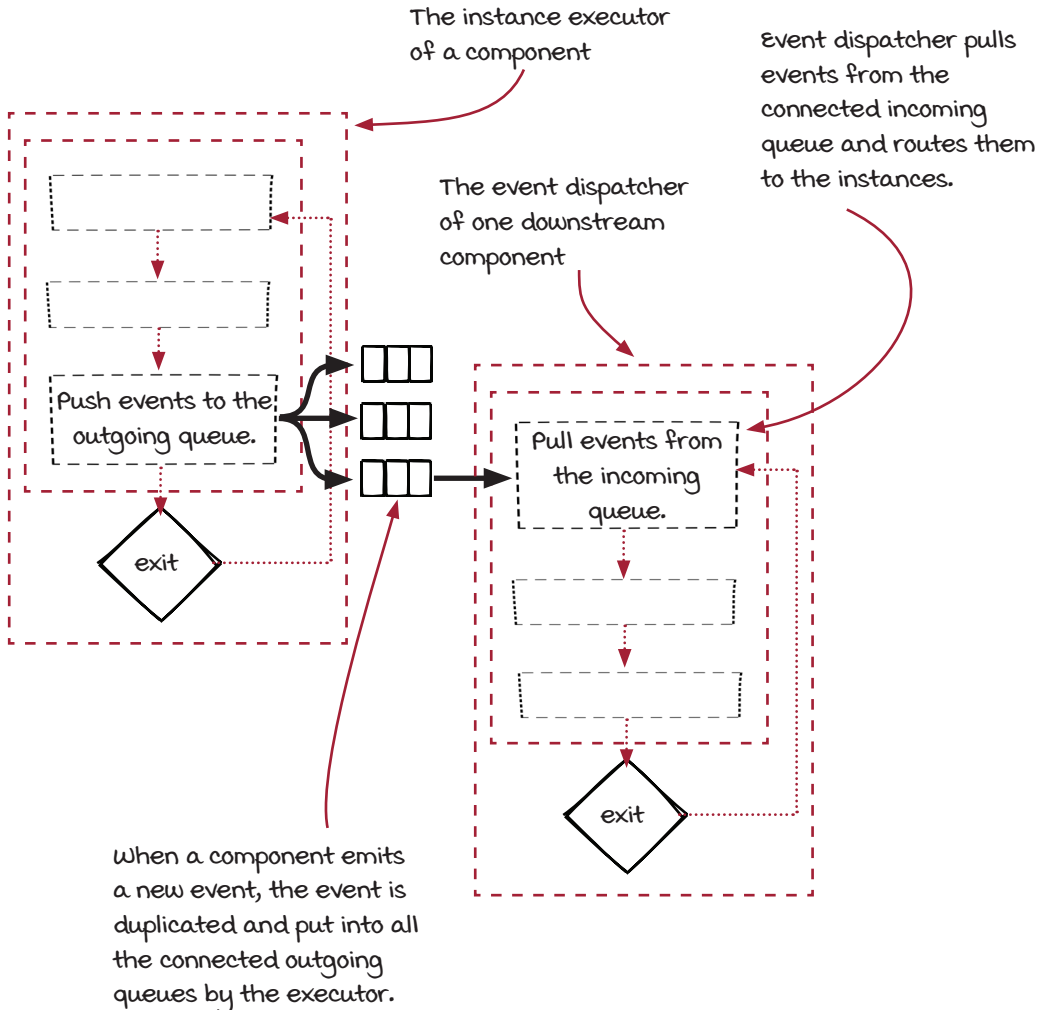 The instance executor
of a component
Event dispatcher pulls
events from the
connected incoming
queue and routes them
to the instances.
The event dispatcher
of one downstream
component
Push events to the
outgoing queue.
exit
Pull events from
the incoming
queue.
exit
When a component emits
a new event, the event is
duplicated and put into all
the connected outgoing
queues by the executor.